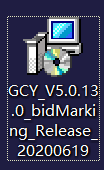 GCY_V5.0.13
.0_bidMarki
ng_Release_
20200619